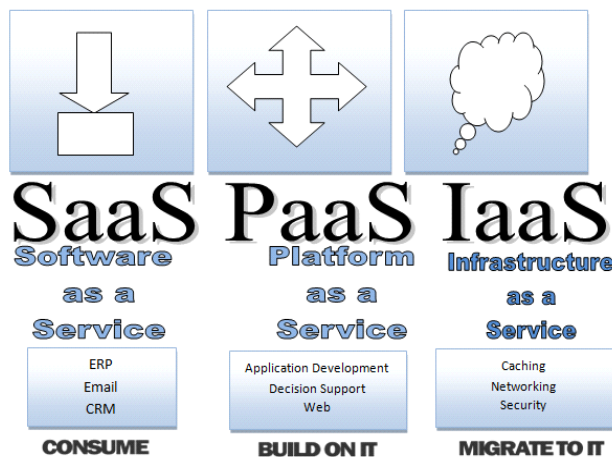 SaaS
Software
as a
Service
ERP
Email
CRM
CONSUME
PaaS
Platform
as a
Service
Application Development
Decision Support
Web
BUILD ON IT
IaaS
Infrastructure
as a
Service
Caching
Networking
Security
MIGRATE TO IT